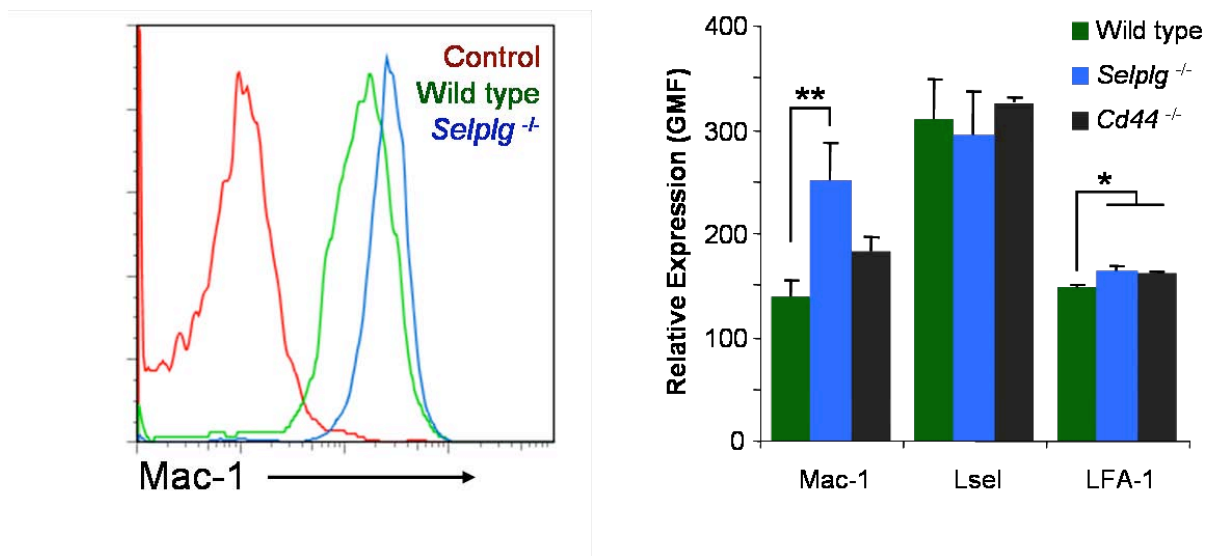 Control
Wild type
Selplg -/-
Mac-1
Relative Expression (GMF)
400
300
200
100
0
**
*
Wild type
Selplg -/-
Cd44 -/-
Mac-1
Lsel
LFA-1